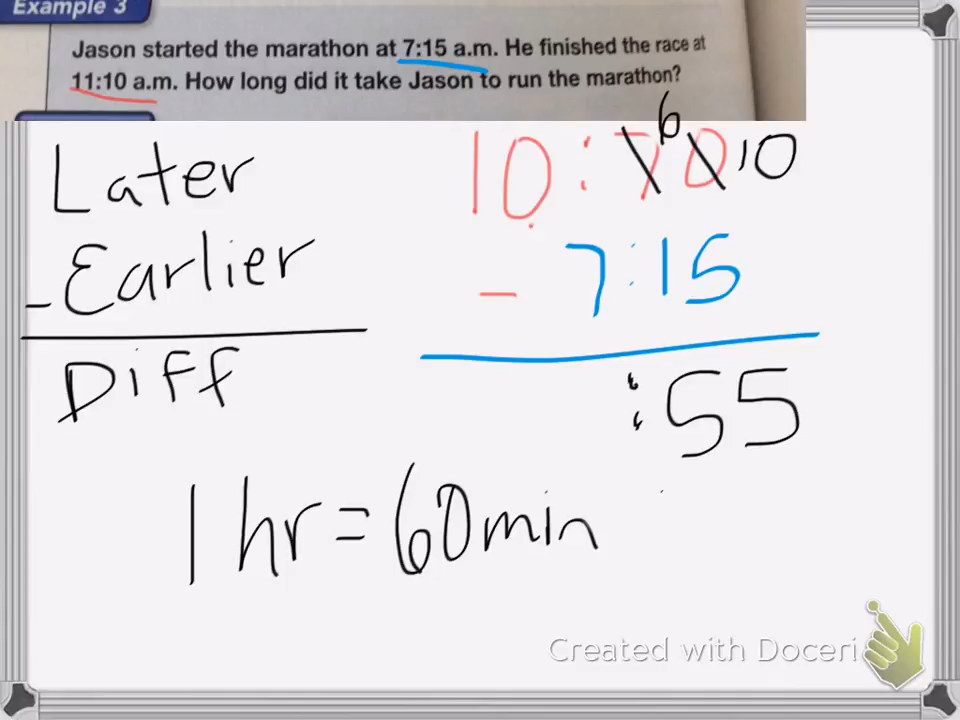 Example 3
Jason started the marathon at 7:15 a.m. He finished the race at
11:10 a.m. How long did it take Jason to run the marathon?
Later
- Earlier
Diff
6
10:70 10
- 7:15
:55
1 hr = 60 min
Created with Doceri